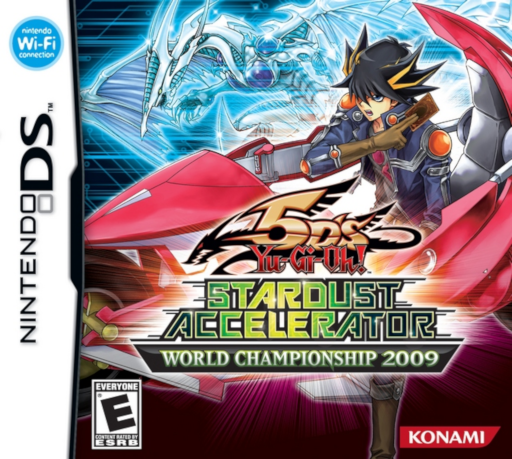 Nintendo
Wi-Fi
connection
NINTENDO DS™
5D's
Yu-Gi-Oh!
STARDUST
ACCELERATOR
WORLD CHAMPIONSHIP 2009
EVERYONE
E
CONTENT RATED BY
ESRB
KONAMI